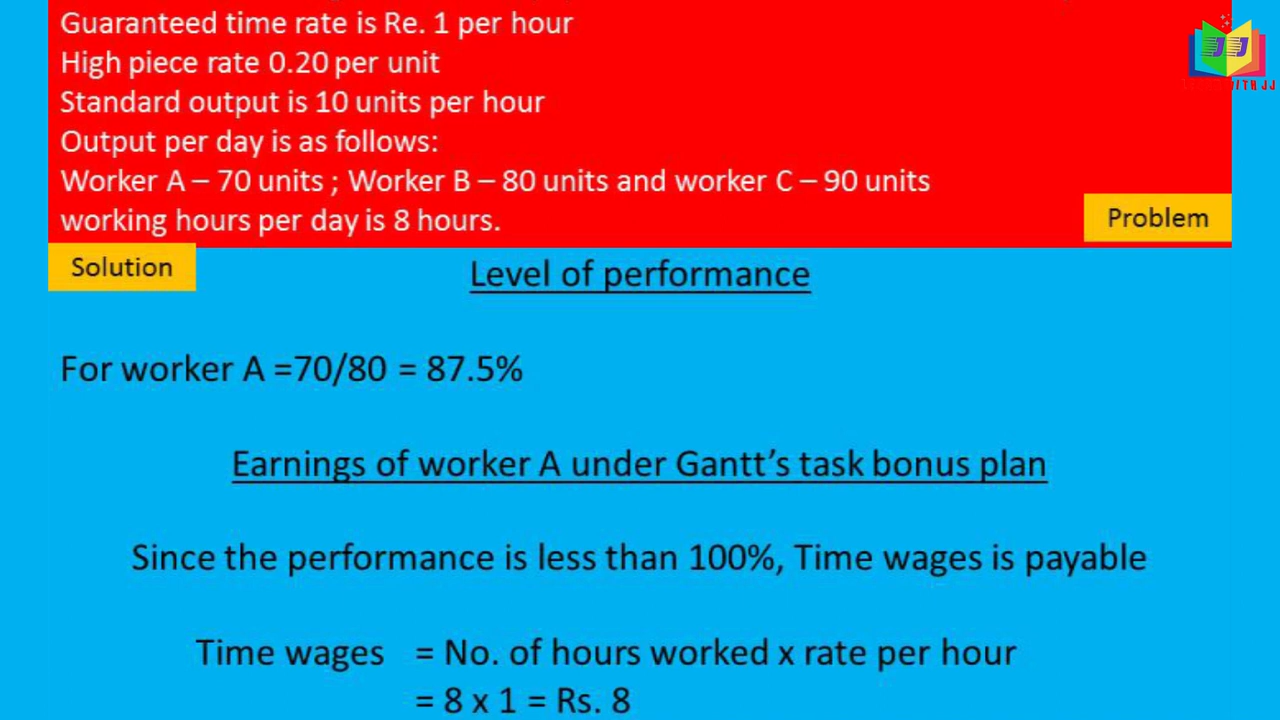 Guaranteed time rate is Re. 1 per hour
High piece rate 0.20 per unit
Standard output is 10 units per hour
Output per day is as follows:
Worker A – 70 units ; Worker B – 80 units and worker C – 90 units
working hours per day is 8 hours.
Problem
Solution
Level of performance
For worker A =70/80 = 87.5%
Earnings of worker A under Gantt's task bonus plan
Since the performance is less than 100%, Time wages is payable
Time wages = No. of hours worked x rate per hour
= 8 x 1 = Rs. 8